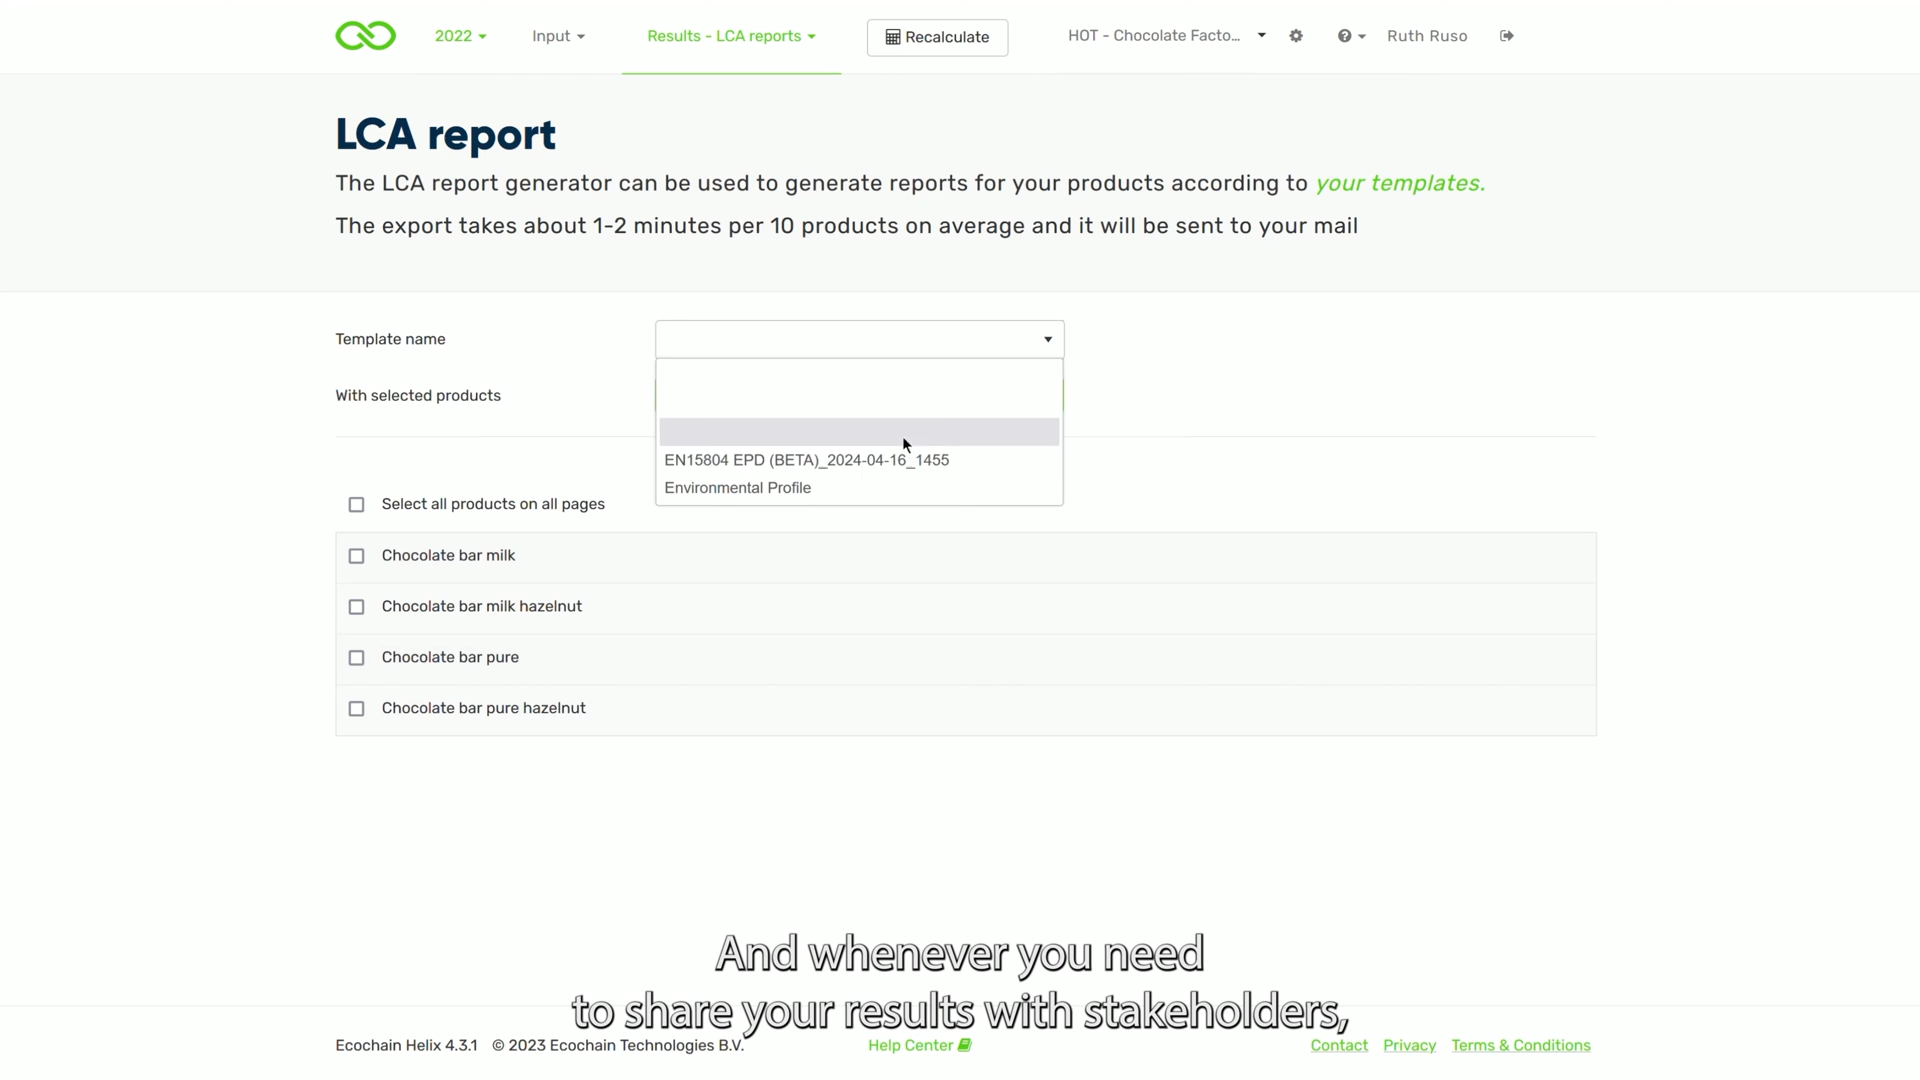 2022
Input
Results - LCA reports
Recalculate
HOT - Chocolate Facto...
Ruth Ruso
LCA report
The LCA report generator can be used to generate reports for your products according to your templates.
The export takes about 1-2 minutes per 10 products on average and it will be sent to your mail
Template name
With selected products
EN15804 EPD (BETA)_2024-04-16_1455
Environmental Profile
Select all products on all pages
Chocolate bar milk
Chocolate bar milk hazelnut
Chocolate bar pure
Chocolate bar pure hazelnut
And whenever you need
to share your results with stakeholders,
Ecochain Helix 4.3.1 © 2023 Ecochain Technologies B.V.
Help Center
Contact
Privacy
Terms & Conditions